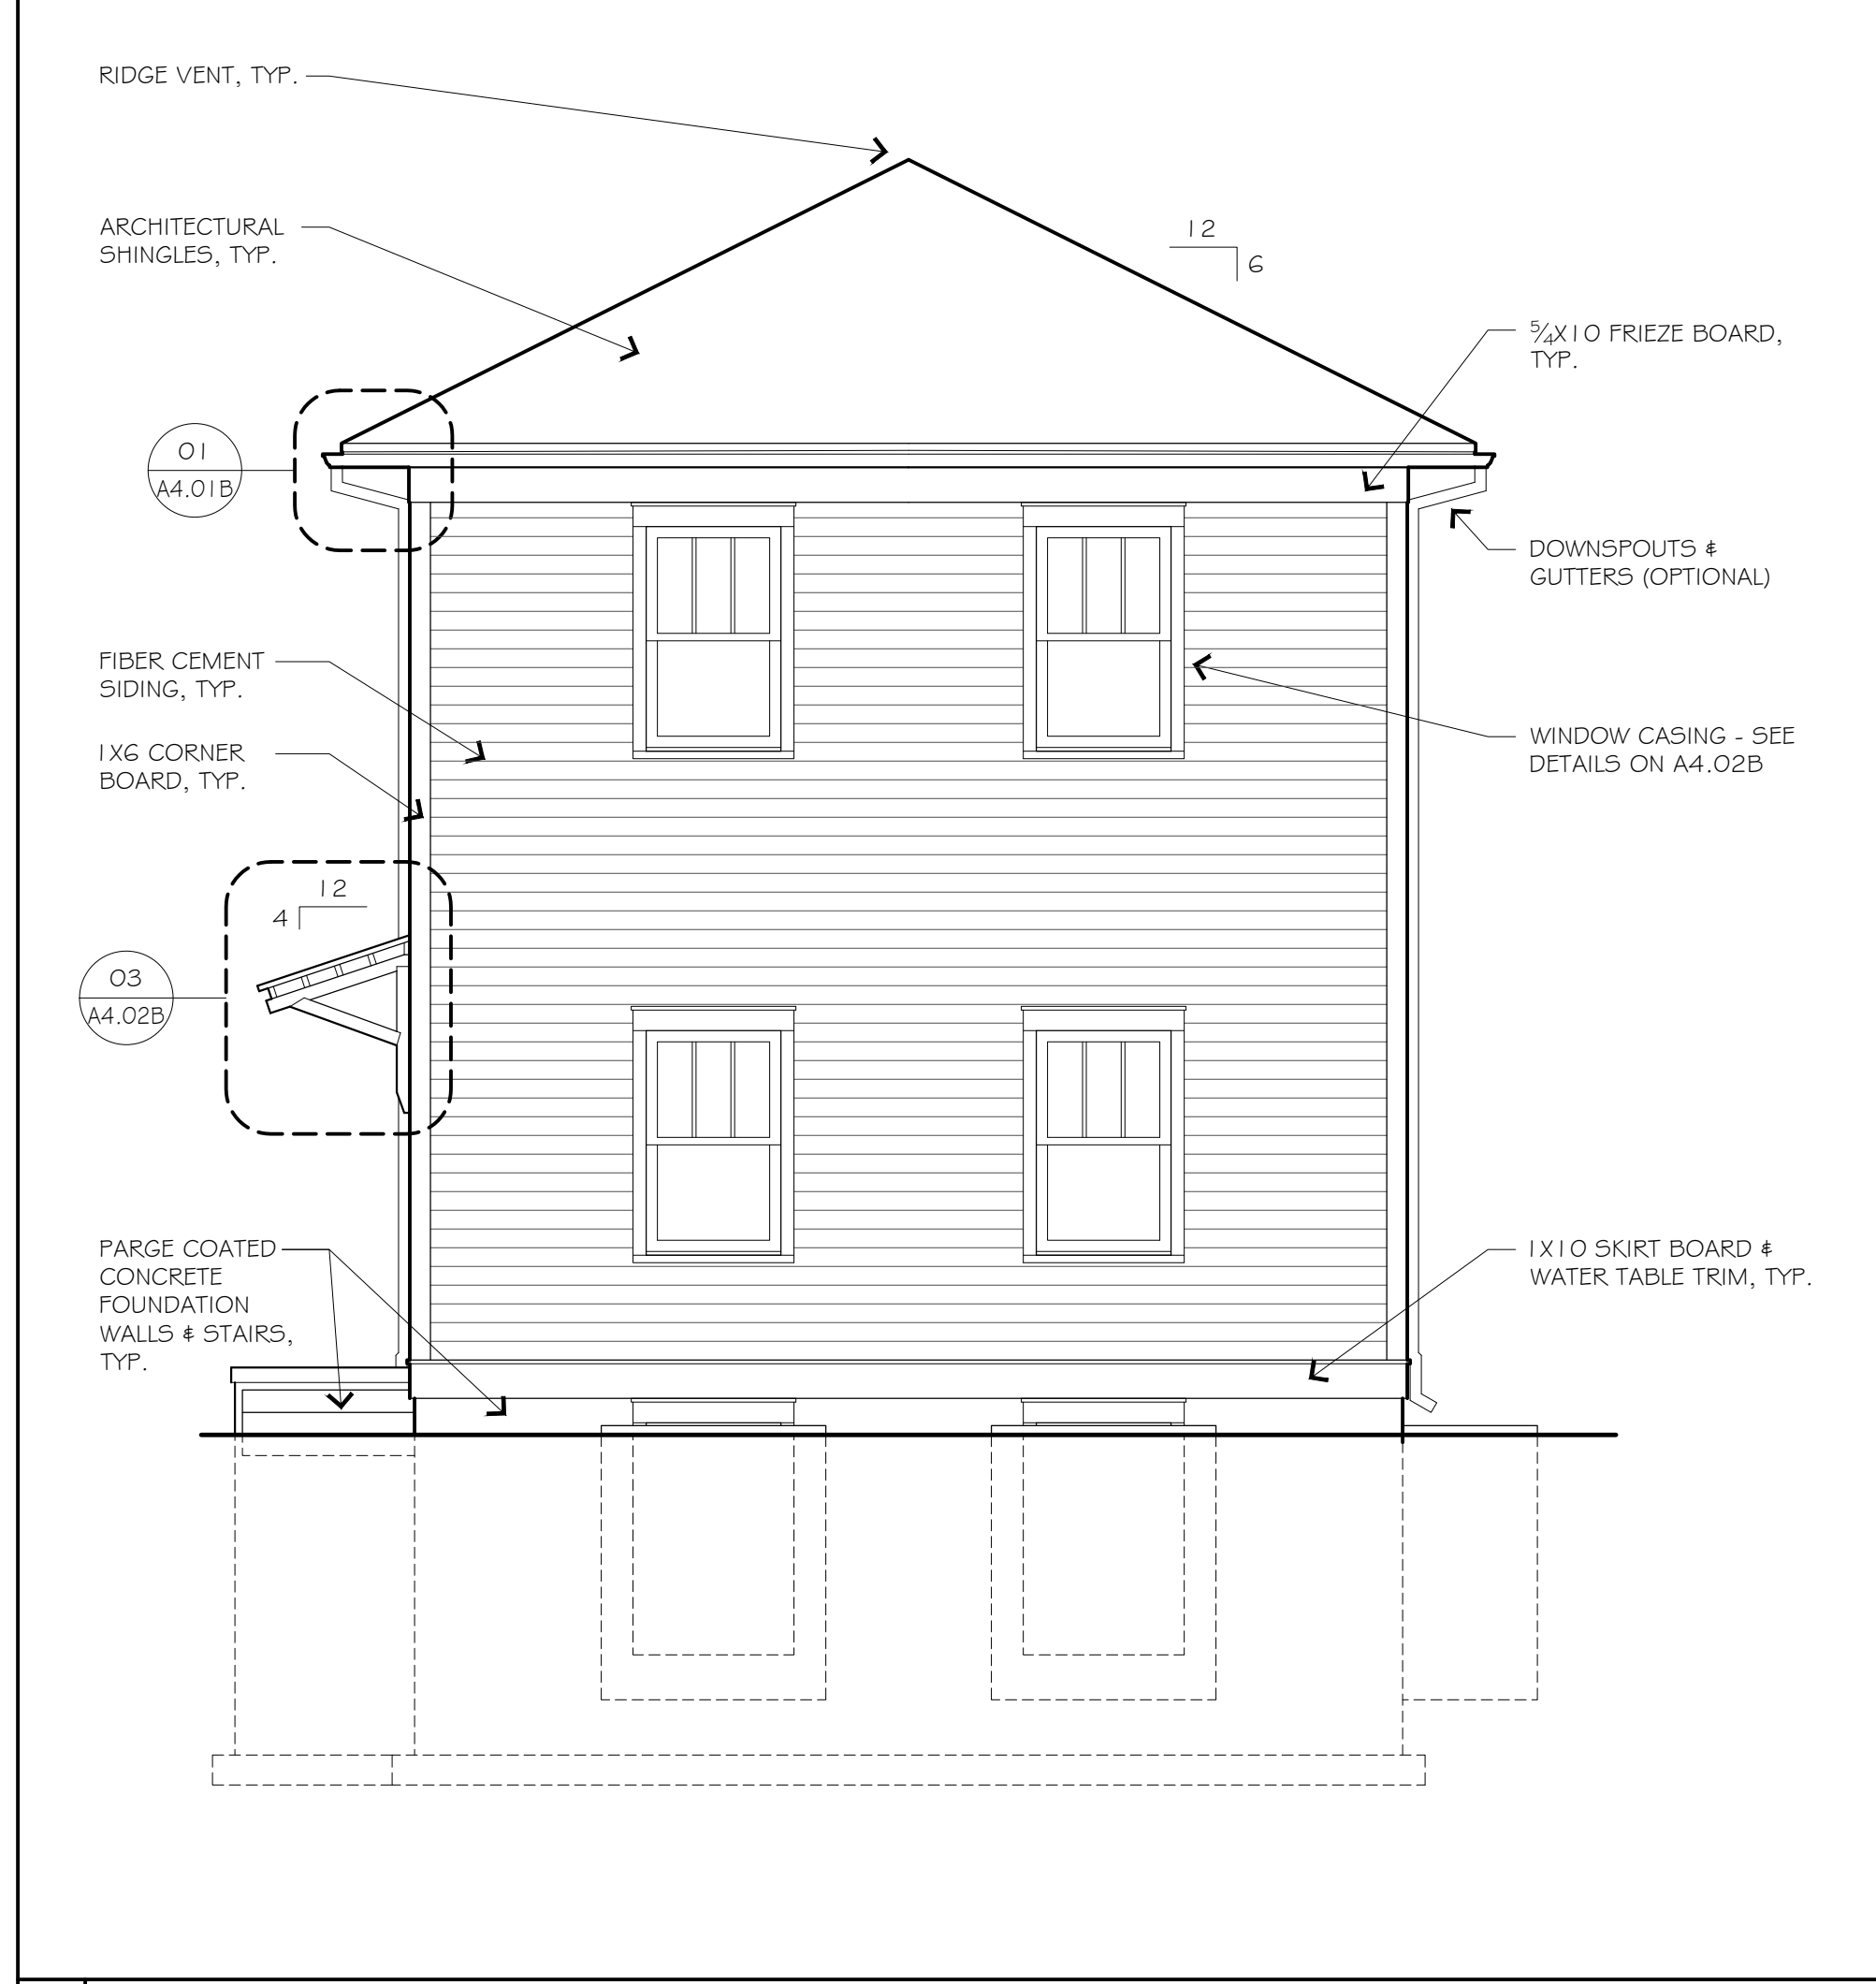 RIDGE VENT, TYP.
ARCHITECTURAL
SHINGLES, TYP.
12
6
5/4X10 FRIEZE BOARD,
TYP.
01
A4.01B
DOWNSPOUTS &
GUTTERS (OPTIONAL)
FIBER CEMENT
SIDING, TYP.
1X6 CORNER
BOARD, TYP.
WINDOW CASING - SEE
DETAILS ON A4.02B
12
4
03
A4.02B
PARGE COATED
CONCRETE
FOUNDATION
WALLS & STAIRS,
TYP.
1X10 SKIRT BOARD &
WATER TABLE TRIM, TYP.